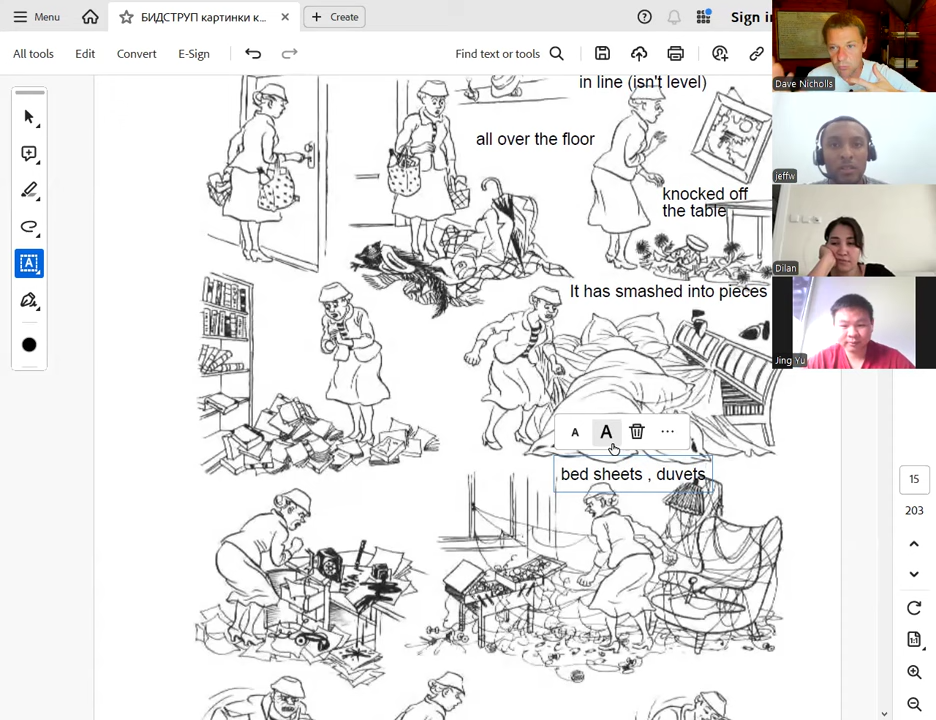 Menu
БИДСТРУП картинки к...
Create
Sign in
All tools
Edit
Convert
E-Sign
Find text or tools
Dave Nicholls
in line (isn't level)
all over the floor
jeffw
knocked off
the table
Dilan
It has smashed into pieces
Jing Yu
A
A
bed sheets , duvets
15
203
1:1
A